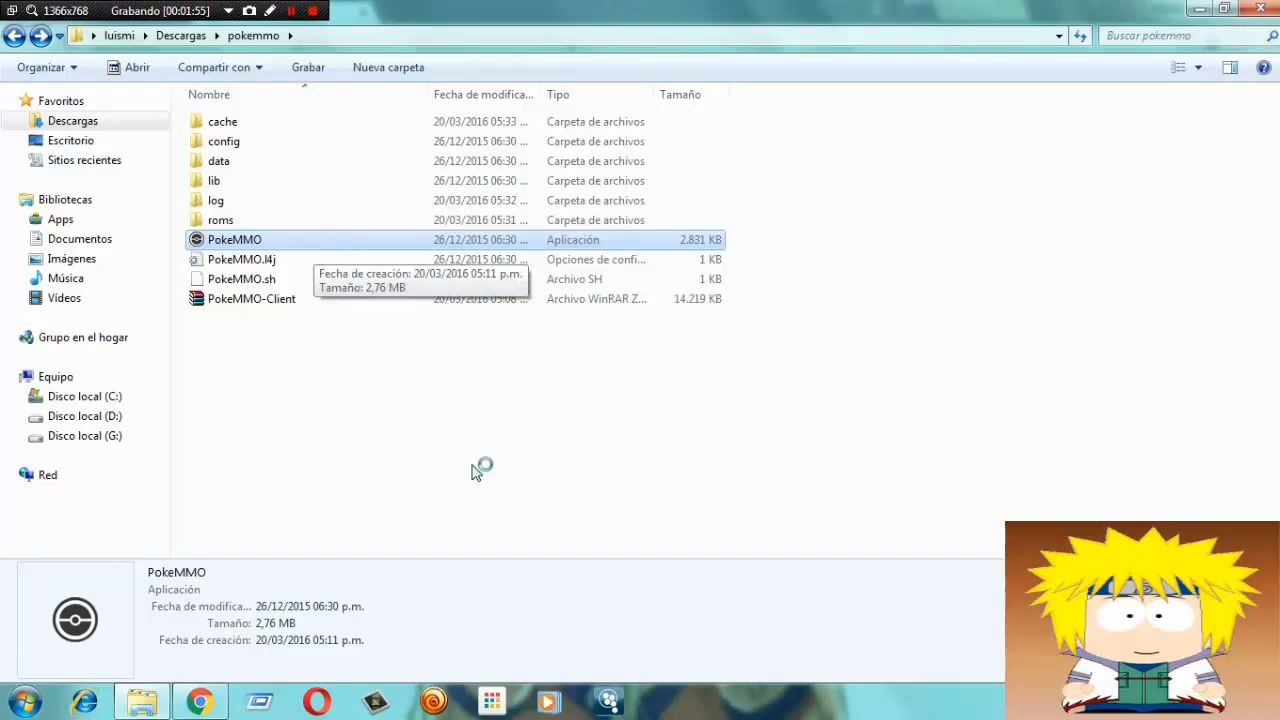 1366x768 Grabando [00:01:55]
luismi Descargas pokemmo Buscar pokemmo
Organizar Abrir Compartir con Grabar Nueva carpeta
Nombre Fecha de modifica... Tipo Tamaño
Favoritos
Descargas
Escritorio
Sitios recientes
Bibliotecas
Apps
Documentos
Imágenes
Música
Vídeos
Grupo en el hogar
Equipo
Disco local (C:)
Disco local (D:)
Disco local (G:)
Red
cache 20/03/2016 05:33 ... Carpeta de archivos
config 26/12/2015 06:30 ... Carpeta de archivos
data 26/12/2015 06:30 ... Carpeta de archivos
lib 26/12/2015 06:30 ... Carpeta de archivos
log 20/03/2016 05:32 ... Carpeta de archivos
roms 20/03/2016 05:31 ... Carpeta de archivos
PokeMMO 26/12/2015 06:30 ... Aplicación 2.831 KB
PokeMMO.l4j 26/12/2015 06:30 ... Opciones de confi... 1 KB
PokeMMO.sh Archivo SH 1 KB
PokeMMO-Client 20/03/2016 05:08 ... Archivo WinRAR Z... 14.219 KB
Fecha de creación: 20/03/2016 05:11 p.m.
Tamaño: 2,76 MB
PokeMMO
Aplicación
Fecha de modifica... 26/12/2015 06:30 p.m.
Tamaño: 2,76 MB
Fecha de creación: 20/03/2016 05:11 p.m.